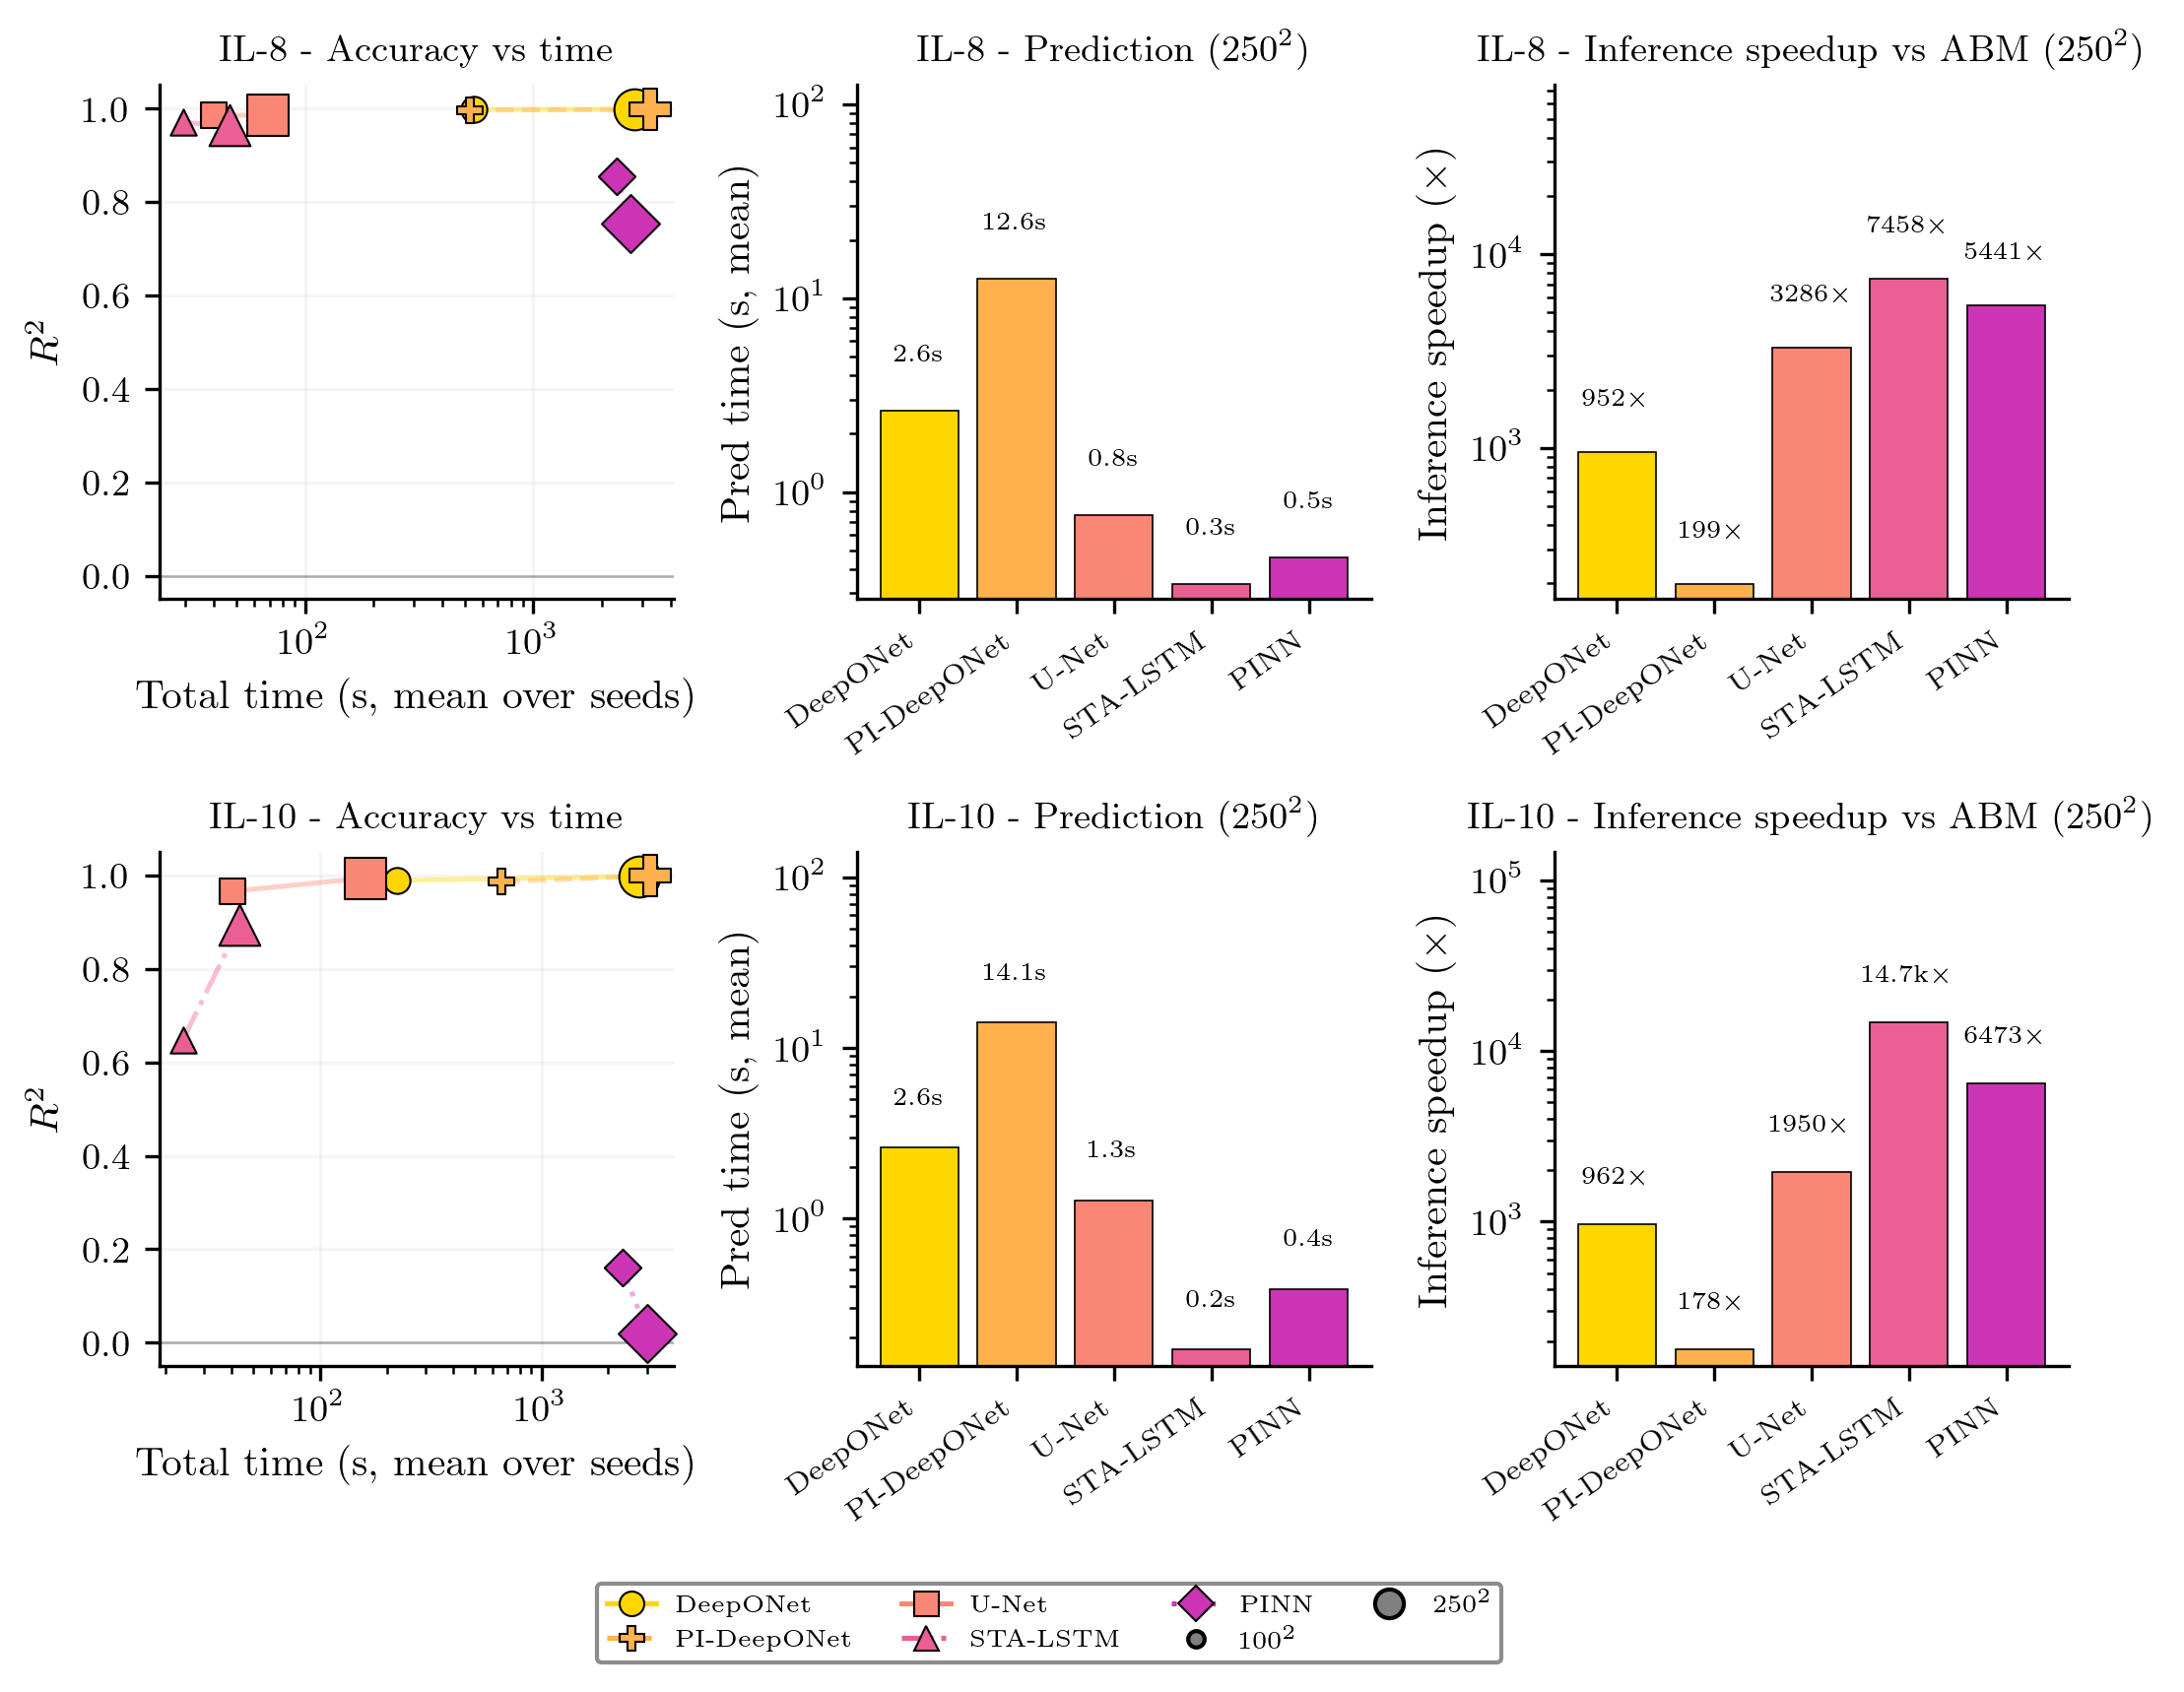 IL-8 - Accuracy vs time
R²
1.0
0.8
0.6
0.4
0.2
0.0
10²
10³
Total time (s, mean over seeds)
IL-8 - Prediction (250²)
Pred time (s, mean)
10²
10¹
10⁰
2.6s
12.6s
0.8s
0.3s
0.5s
DeepONet
PI-DeepONet
U-Net
STA-LSTM
PINN
IL-8 - Inference speedup vs ABM (250²)
Inference speedup (×)
10⁴
10³
952×
199×
3286×
7458×
5441×
DeepONet
PI-DeepONet
U-Net
STA-LSTM
PINN
IL-10 - Accuracy vs time
R²
1.0
0.8
0.6
0.4
0.2
0.0
10²
10³
Total time (s, mean over seeds)
IL-10 - Prediction (250²)
Pred time (s, mean)
10²
10¹
10⁰
2.6s
14.1s
1.3s
0.2s
0.4s
DeepONet
PI-DeepONet
U-Net
STA-LSTM
PINN
IL-10 - Inference speedup vs ABM (250²)
Inference speedup (×)
10⁵
10⁴
10³
962×
178×
1950×
14.7k×
6473×
DeepONet
PI-DeepONet
U-Net
STA-LSTM
PINN
DeepONet
PI-DeepONet
U-Net
STA-LSTM
PINN
100²
250²